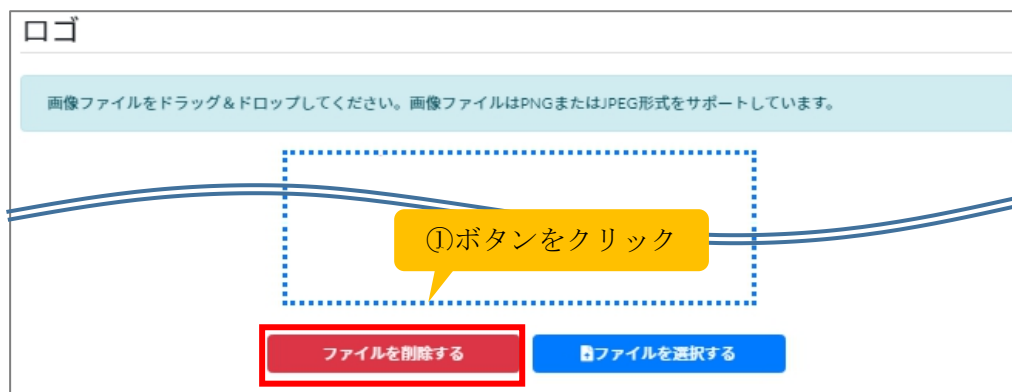 ロゴ
画像ファイルをドラッグ&ドロップしてください。画像ファイルはPNGまたはJPEG形式をサポートしています。
①ボタンをクリック
ファイルを削除する
ファイルを選択する